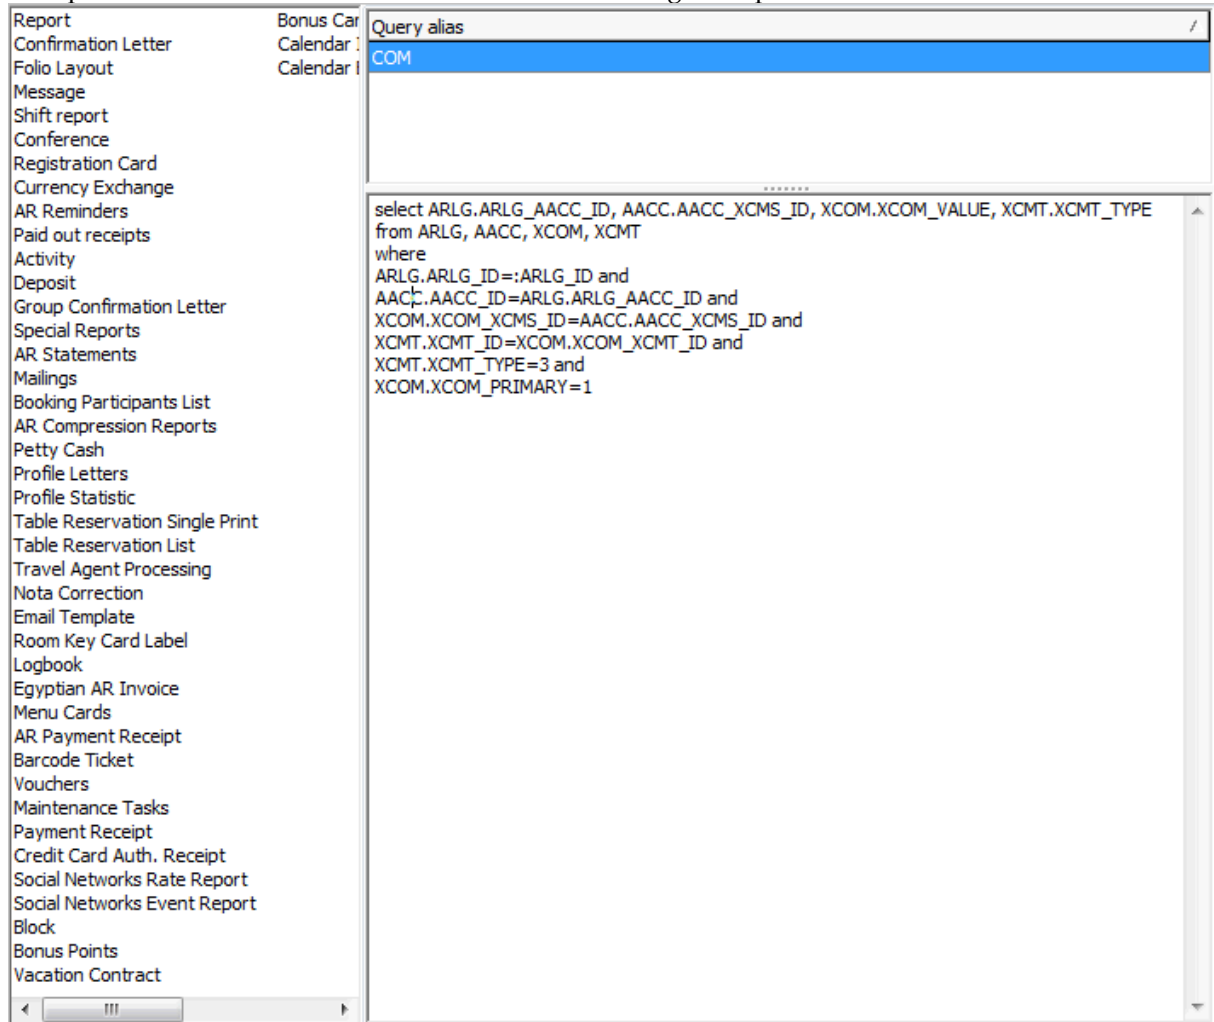 Report
Confirmation Letter
Folio Layout
Message
Shift report
Conference
Registration Card
Currency Exchange
AR Reminders
Paid out receipts
Activity
Deposit
Group Confirmation Letter
Special Reports
AR Statements
Mailings
Booking Participants List
AR Compression Reports
Petty Cash
Profile Letters
Profile Statistic
Table Reservation Single Print
Table Reservation List
Travel Agent Processing
Nota Correction
Email Template
Room Key Card Label
Logbook
Egyptian AR Invoice
Menu Cards
AR Payment Receipt
Barcode Ticket
Vouchers
Maintenance Tasks
Payment Receipt
Credit Card Auth. Receipt
Social Networks Rate Report
Social Networks Event Report
Block
Bonus Points
Vacation Contract
Bonus Car
Calendar
Calendar
Query alias
COM
select ARLG.ARLG_AACC_ID, AACC.AACC_XCMS_ID, XCOM.XCOM_VALUE, XCMT.XCMT_TYPE
from ARLG, AACC, XCOM, XCMT
where
ARLG.ARLG_ID=:ARLG_ID and
AACC.AACC_ID=ARLG.ARLG_AACC_ID and
XCOM.XCOM_XCMS_ID=AACC.AACC_XCMS_ID and
XCMT.XCMT_ID=XCOM.XCOM_XCMT_ID and
XCMT.XCMT_TYPE=3 and
XCOM.XCOM_PRIMARY=1